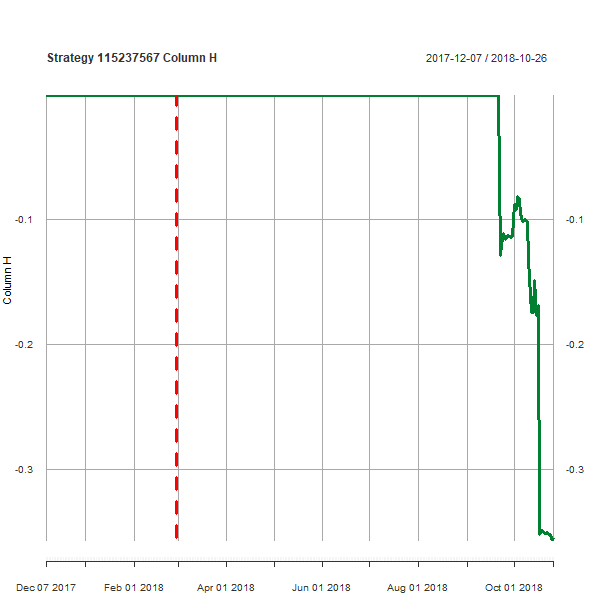 Strategy 115237567 Column H
2017-12-07 / 2018-10-26
-0.1
-0.1
Column H
-0.2
-0.2
-0.3
-0.3
Dec 07 2017
Feb 01 2018
Apr 01 2018
Jun 01 2018
Aug 01 2018
Oct 01 2018